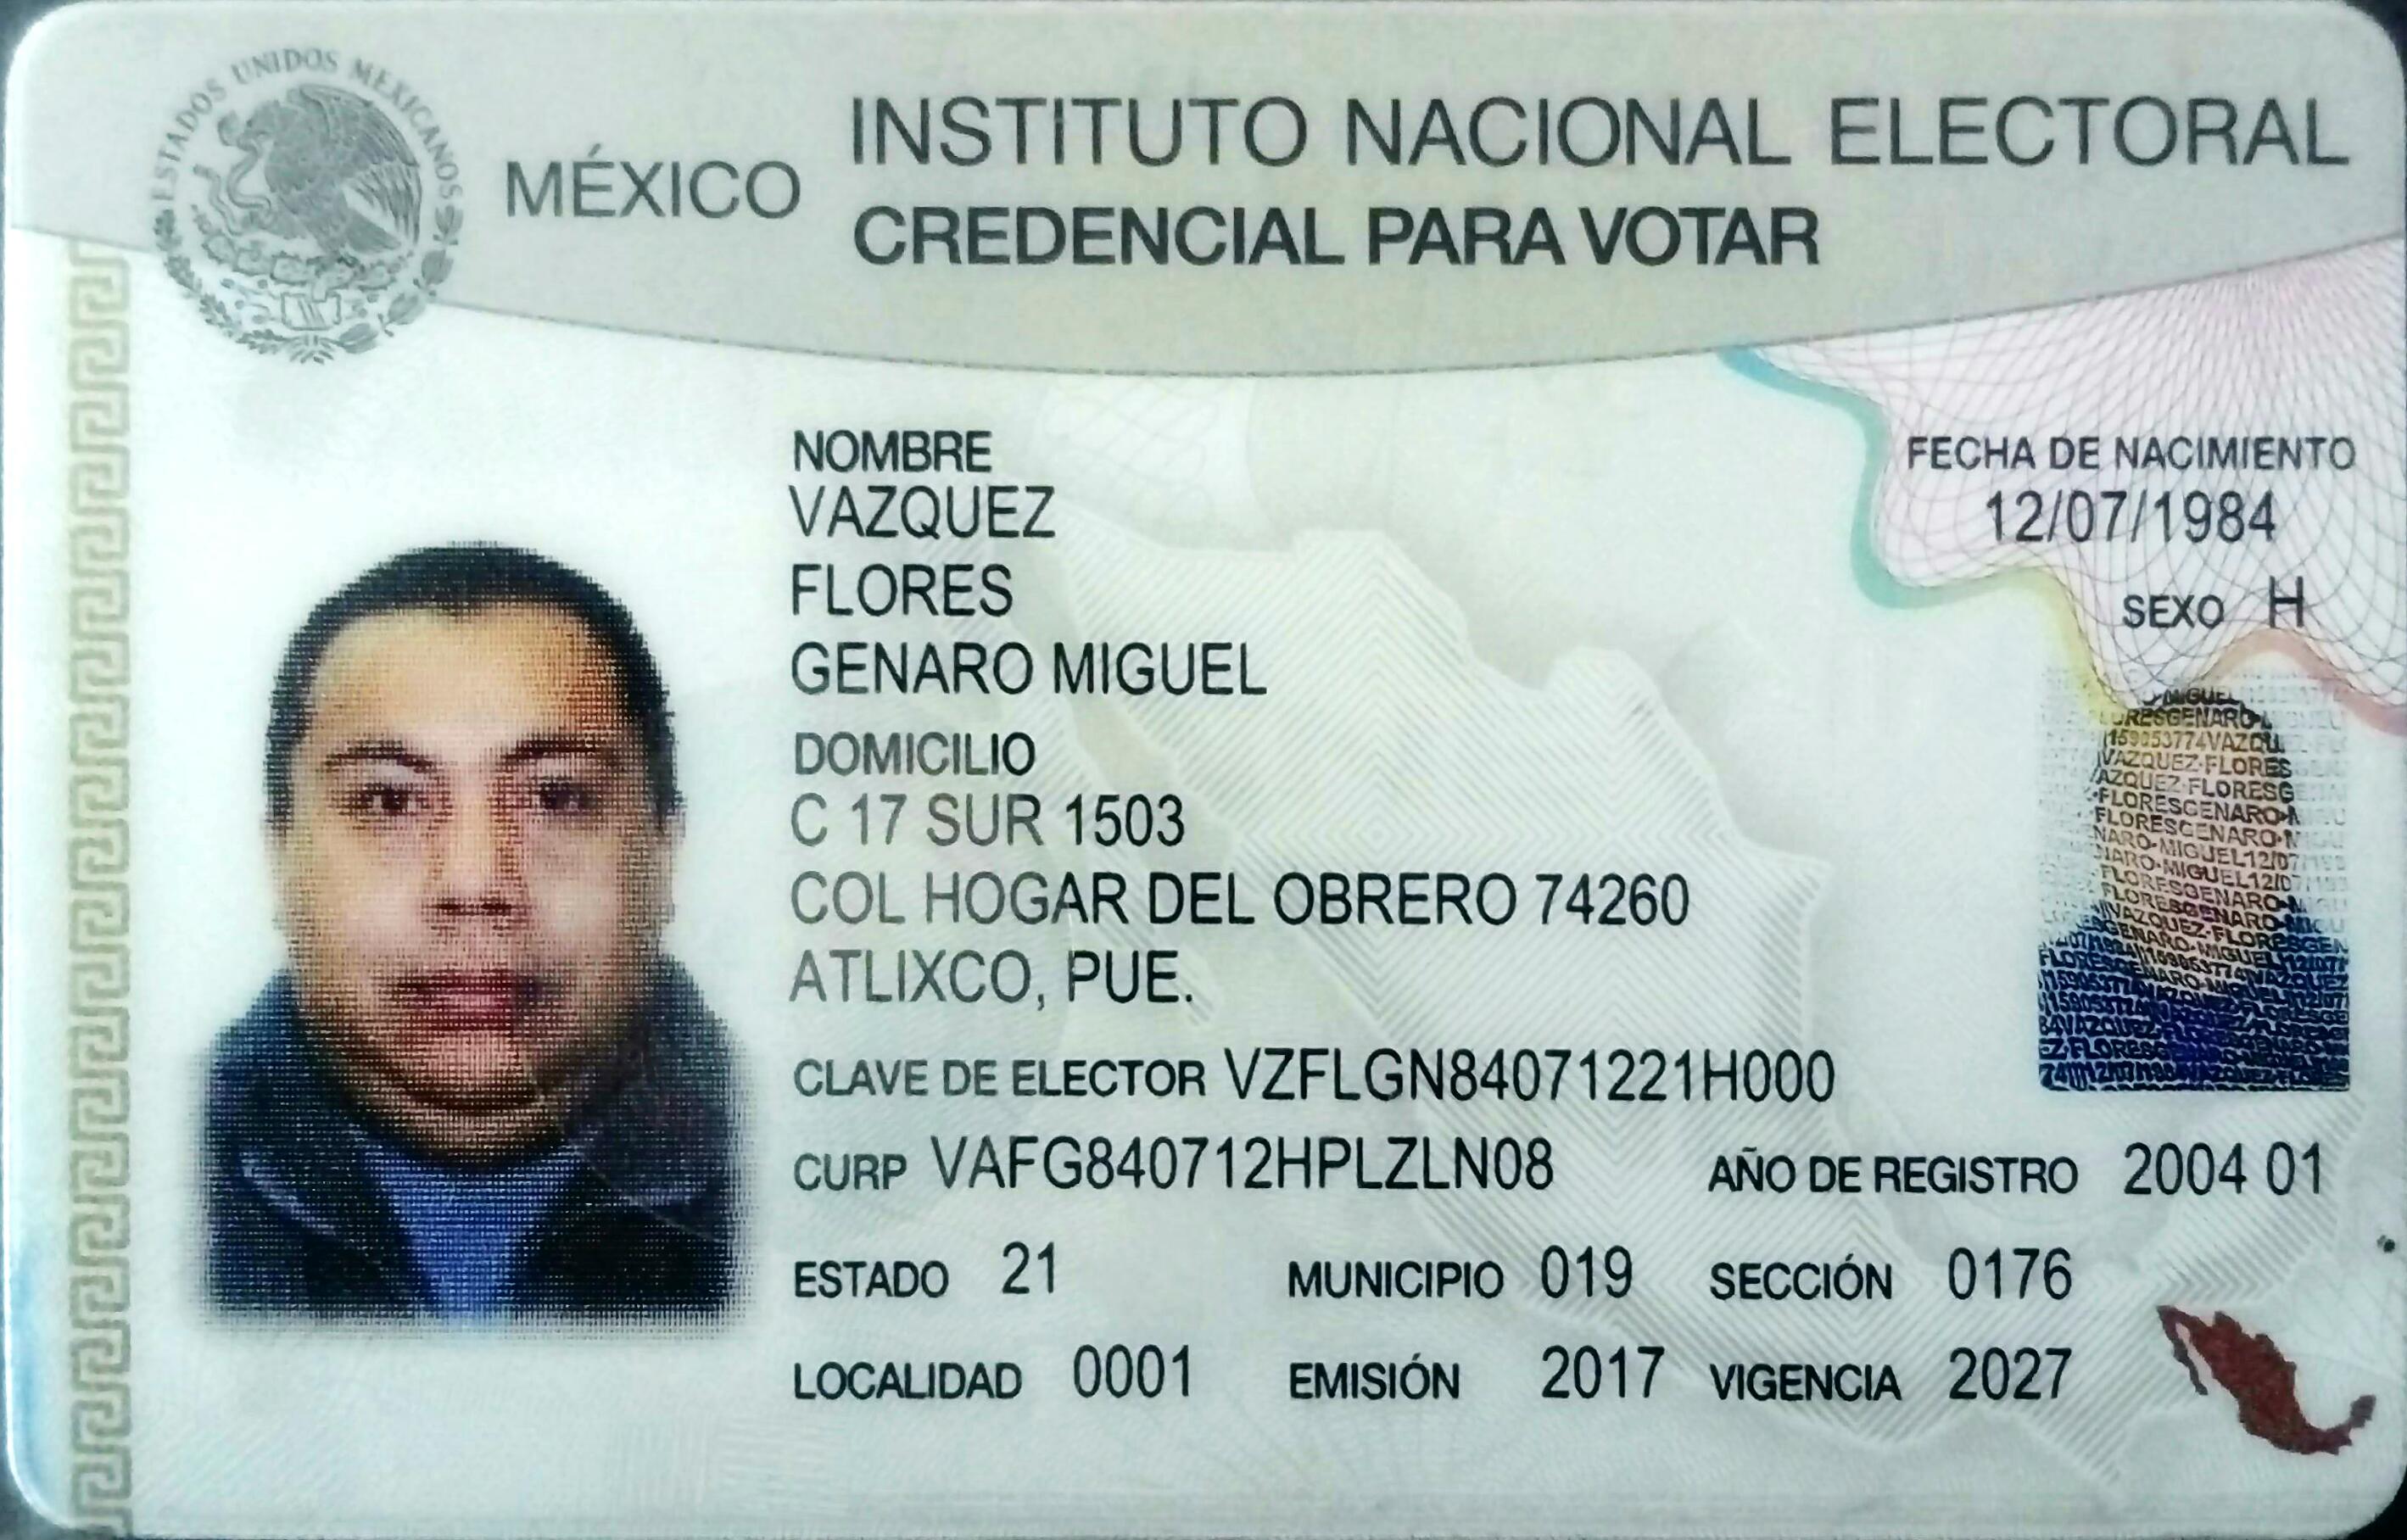 ESTADOS UNIDOS MEXICANOS
MÉXICO
INSTITUTO NACIONAL ELECTORAL
CREDENCIAL PARA VOTAR
NOMBRE
VAZQUEZ
FLORES
GENARO MIGUEL
FECHA DE NACIMIENTO
12/07/1984
SEXO H
DOMICILIO
C 17 SUR 1503
COL HOGAR DEL OBRERO 74260
ATLIXCO, PUE.
CLAVE DE ELECTOR VZFLGN84071221H000
CURP VAFG840712HPLZLN08
AÑO DE REGISTRO 2004 01
ESTADO 21 MUNICIPIO 019 SECCIÓN 0176
LOCALIDAD 0001 EMISIÓN 2017 VIGENCIA 2027